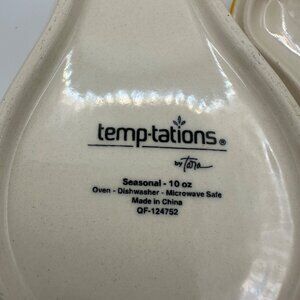 temp-tations®
by Tara
Seasonal - 10 oz
Oven - Dishwasher - Microwave Safe
Made in China
QF-124752